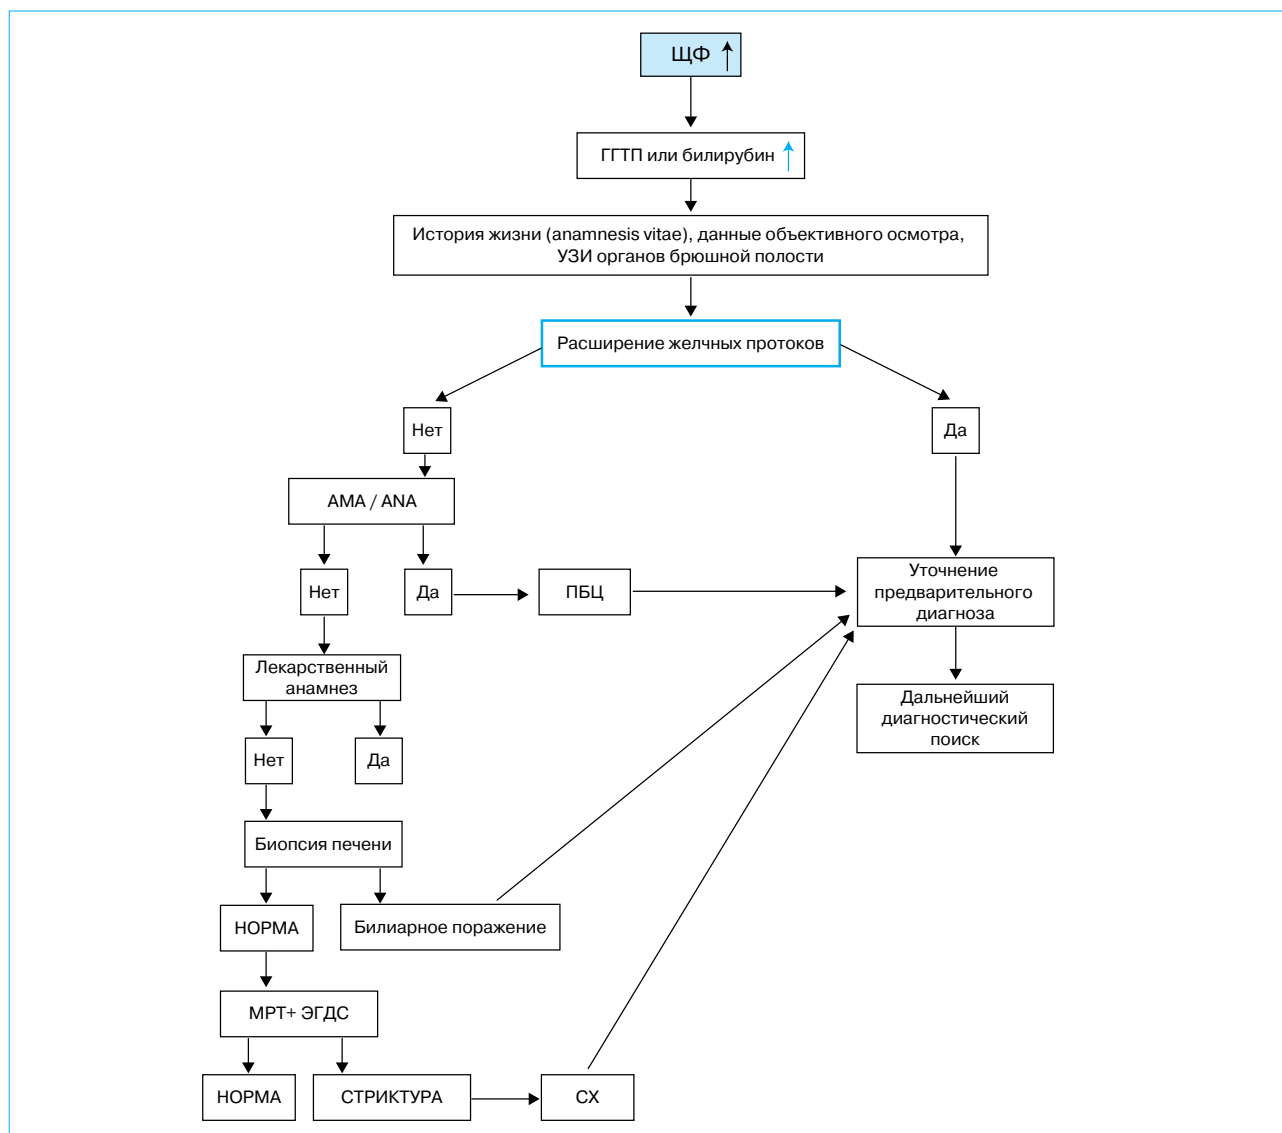 ЩФ ↑
ГГТП или билирубин ↑
История жизни (anamnesis vitae), данные объективного осмотра,
УЗИ органов брюшной полости
Расширение желчных протоков
Нет
Да
AMA / ANA
Нет
Да
ПБЦ
Уточнение
предварительного
диагноза
Лекарственный
анамнез
Дальнейший
диагностический
поиск
Нет
Да
Биопсия печени
НОРМА
Билиарное поражение
МРТ+ ЭГДС
НОРМА
СТРИКТУРА
СХ